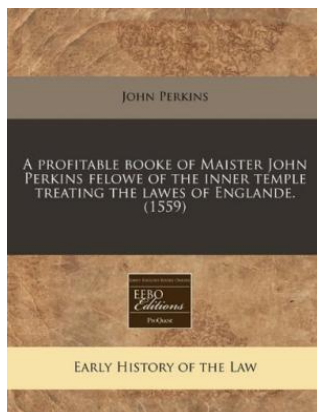 John Perkins
A profitable booke of Maister John
Perkins felowe of the inner temple
treating the lawes of Englande.
(1559)
EEBO
Editions
ProQuest
Early History of the Law